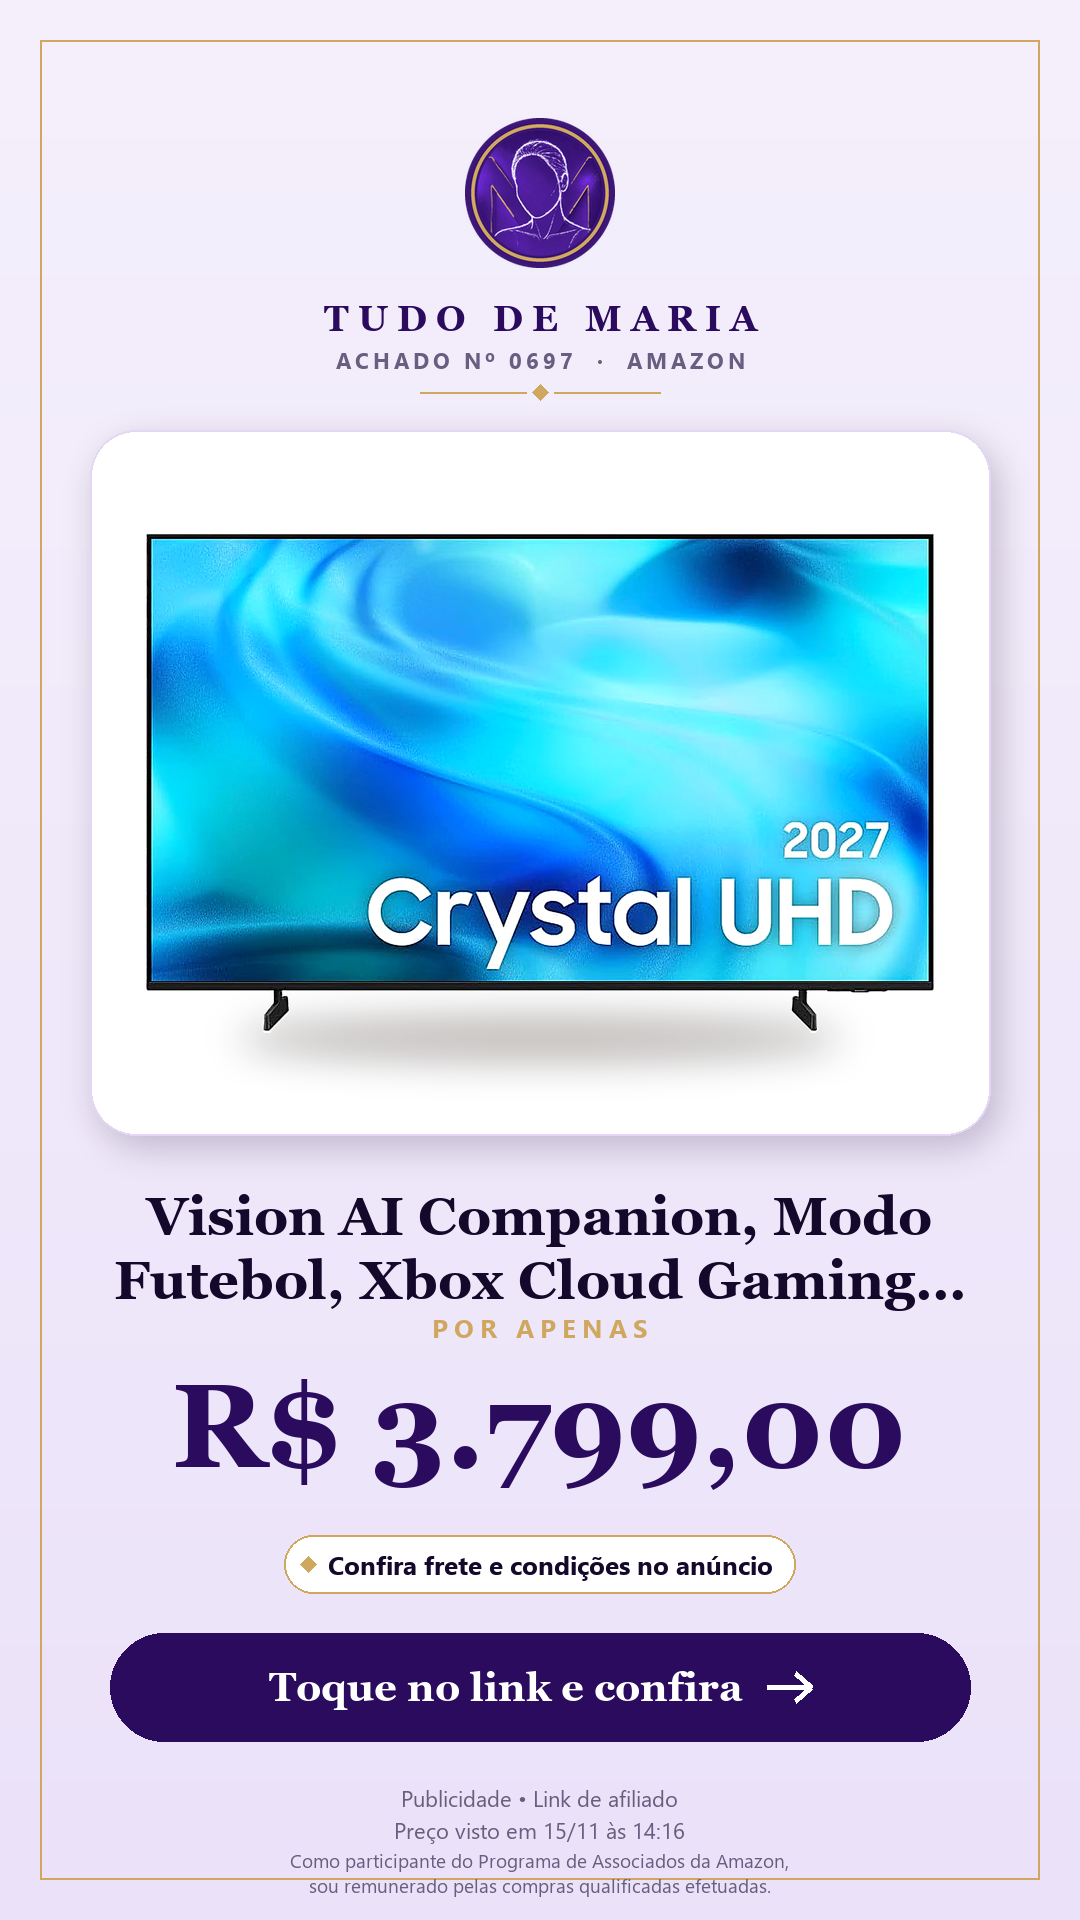 TUDO DE MARIA
ACHADO Nº 0697 · AMAZON
2027
Crystal UHD
Vision AI Companion, Modo
Futebol, Xbox Cloud Gaming...
POR APENAS
R$ 3.799,00
Confira frete e condições no anúncio
Toque no link e confira →
Publicidade • Link de afiliado
Preço visto em 15/11 às 14:16
Como participante do Programa de Associados da Amazon,
sou remunerado pelas compras qualificadas efetuadas.